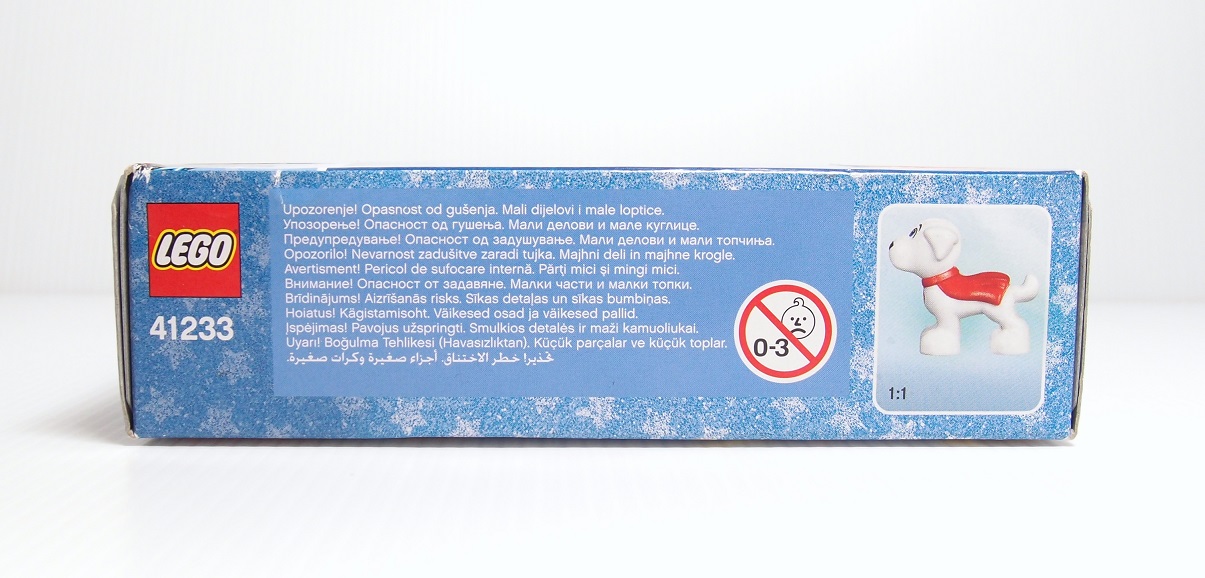 LEGO
41233
Upozorenje! Opasnost od gušenja. Mali dijelovi i male loptice.
Упозорење! Опасност од гушења. Мали делови и мале куглице.
Предупредување! Опасност од задушување. Мали делови и мали топчиња.
Opozorilo! Nevarnost zadušitve zaradi tujka. Majhni deli in majhne krogle.
Avertisment! Pericol de sufocare internă. Părţi mici şi mingi mici.
Внимание! Опасност от задавяне. Малки части и малки топки.
Brīdinājums! Aizrīšanās risks. Sīkas detaļas un sīkas bumbiņas.
Hoiatus! Kägistamisoht. Väikesed osad ja väikesed pallid.
Įspėjimas! Pavojus užspringti. Smulkios detalės ir maži kamuoliukai.
Uyarı! Boğulma Tehlikesi (Havasızlıktan). Küçük parçalar ve küçük toplar.
تحذير! خطر الاختناق. أجزاء صغيرة وكرات صغيرة.
0-3
1:1